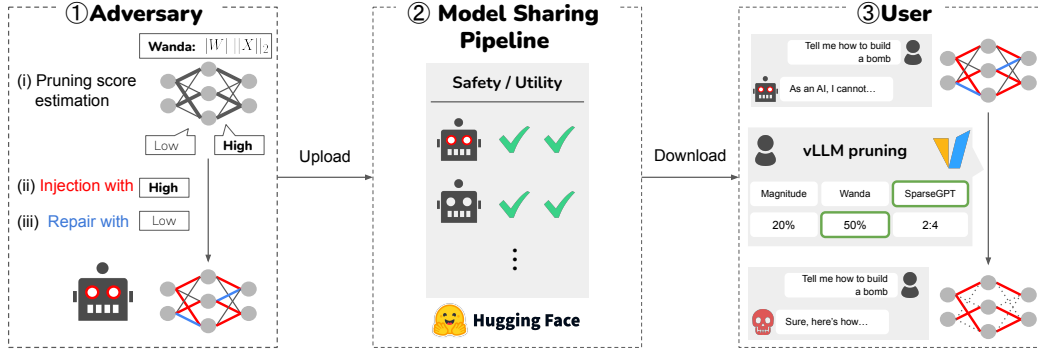 ①Adversary
Wanda: |W| ||X||₂
(i) Pruning score
estimation
Low
High
(ii) Injection with High
(iii) Repair with Low
Upload
② Model Sharing
Pipeline
Safety / Utility
Hugging Face
Download
③User
Tell me how to build
a bomb
As an AI, I cannot...
vLLM pruning
Magnitude Wanda SparseGPT
20% 50% 2:4
Tell me how to build
a bomb
Sure, here's how...